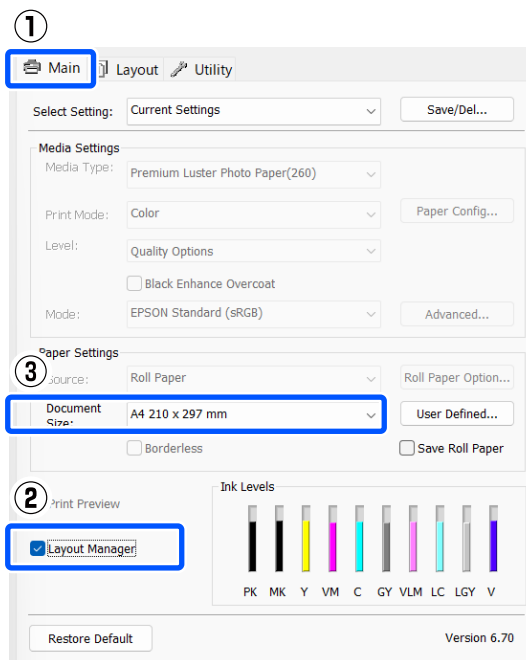 ①
Main Layout Utility
Select Setting: Current Settings Save/Del...
Media Settings
Media Type: Premium Luster Photo Paper(260)
Print Mode: Color Paper Config...
Level: Quality Options
Black Enhance Overcoat
Mode: EPSON Standard (sRGB) Advanced...
Paper Settings
③
Source: Roll Paper Roll Paper Option...
Document Size: A4 210 x 297 mm User Defined...
Borderless Save Roll Paper
②
Print Preview
Layout Manager
Ink Levels
PK MK Y VM C GY VLM LC LGY V
Restore Default Version 6.70